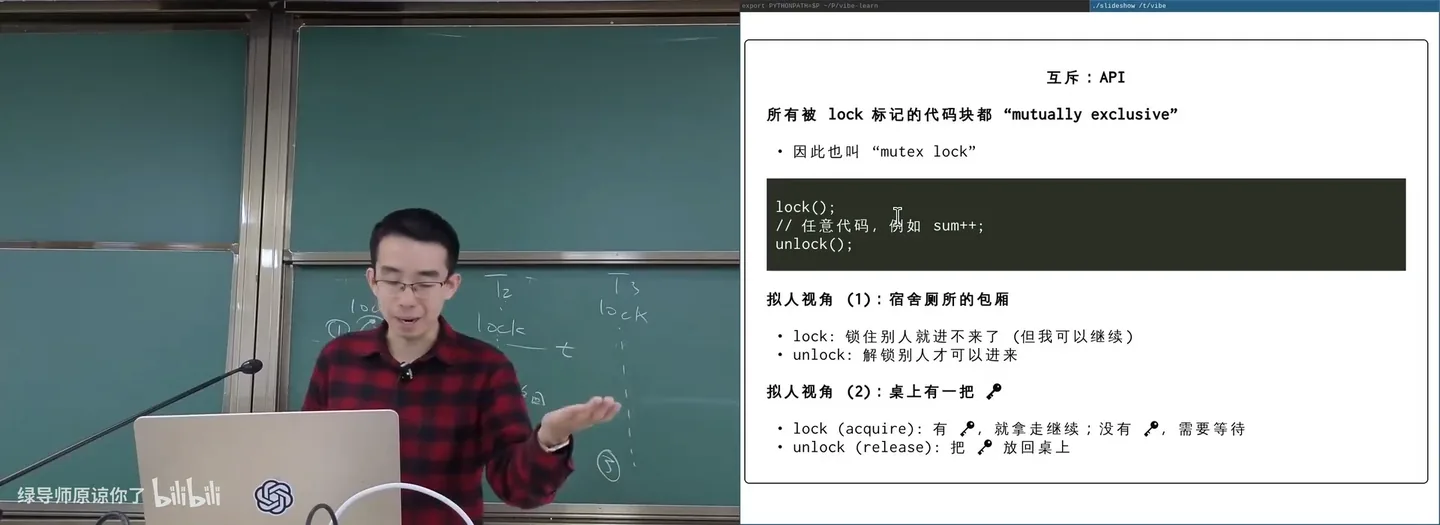 export PYTHONPATH=$P ~/P/vibe-learn
./slideshow /t/vibe
互斥：API
所有被 lock 标记的代码块都 “mutually exclusive”
• 因此也叫 “mutex lock”
lock();
// 任意代码，例如 sum++;
unlock();
拟人视角 (1)：宿舍厕所的包厢
• lock: 锁住别人就进不来了 (但我可以继续)
• unlock: 解锁别人才可以进来
拟人视角 (2)：桌上有一把 🔑
• lock (acquire): 有 🔑，就拿走继续；没有 🔑，需要等待
• unlock (release): 把 🔑 放回桌上
T2
T3
lock
lock
①
t
绿导师原谅你了 bilibili